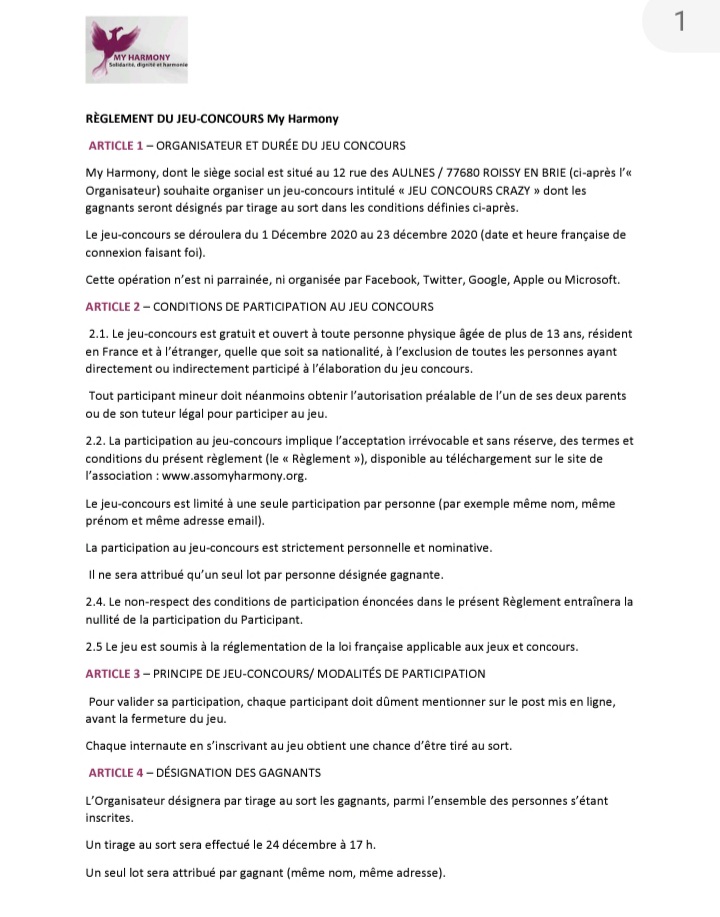 1
MY HARMONY
Solidarité, dignité et harmonie
RÈGLEMENT DU JEU-CONCOURS My Harmony
ARTICLE 1 – ORGANISATEUR ET DURÉE DU JEU CONCOURS
My Harmony, dont le siège social est situé au 12 rue des AULNES / 77680 ROISSY EN BRIE (ci-après l’«
Organisateur) souhaite organiser un jeu-concours intitulé « JEU CONCOURS CRAZY » dont les
gagnants seront désignés par tirage au sort dans les conditions définies ci-après.
Le jeu-concours se déroulera du 1 Décembre 2020 au 23 décembre 2020 (date et heure française de
connexion faisant foi).
Cette opération n’est ni parrainée, ni organisée par Facebook, Twitter, Google, Apple ou Microsoft.
ARTICLE 2 – CONDITIONS DE PARTICIPATION AU JEU CONCOURS
2.1. Le jeu-concours est gratuit et ouvert à toute personne physique âgée de plus de 13 ans, résident
en France et à l’étranger, quelle que soit sa nationalité, à l’exclusion de toutes les personnes ayant
directement ou indirectement participé à l’élaboration du jeu concours.
Tout participant mineur doit néanmoins obtenir l’autorisation préalable de l’un de ses deux parents
ou de son tuteur légal pour participer au jeu.
2.2. La participation au jeu-concours implique l’acceptation irrévocable et sans réserve, des termes et
conditions du présent règlement (le « Règlement »), disponible au téléchargement sur le site de
l’association : www.assomyharmony.org.
Le jeu-concours est limité à une seule participation par personne (par exemple même nom, même
prénom et même adresse email).
La participation au jeu-concours est strictement personnelle et nominative.
Il ne sera attribué qu’un seul lot par personne désignée gagnante.
2.4. Le non-respect des conditions de participation énoncées dans le présent Règlement entraînera la
nullité de la participation du Participant.
2.5 Le jeu est soumis à la réglementation de la loi française applicable aux jeux et concours.
ARTICLE 3 – PRINCIPE DE JEU-CONCOURS/ MODALITÉS DE PARTICIPATION
Pour valider sa participation, chaque participant doit dûment mentionner sur le post mis en ligne,
avant la fermeture du jeu.
Chaque internaute en s’inscrivant au jeu obtient une chance d’être tiré au sort.
ARTICLE 4 – DÉSIGNATION DES GAGNANTS
L’Organisateur désignera par tirage au sort les gagnants, parmi l’ensemble des personnes s’étant
inscrites.
Un tirage au sort sera effectué le 24 décembre à 17 h.
Un seul lot sera attribué par gagnant (même nom, même adresse).